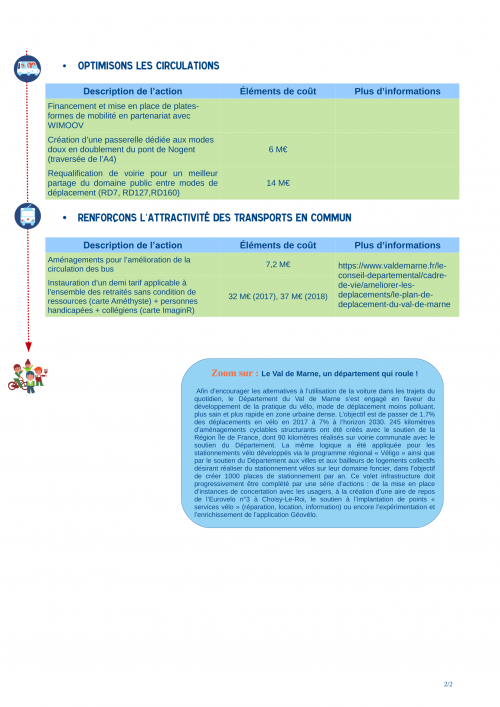 • OPTIMISONS LES CIRCULATIONS
Description de l'action
Éléments de coût
Plus d'informations
Financement et mise en place de plates-
formes de mobilité en partenariat avec
WIMOOV
Création d'une passerelle dédiée aux modes
doux en doublement du pont de Nogent
(traversée de l'A4)
6 M€
Requalification de voirie pour un meilleur
partage du domaine public entre modes de
déplacement (RD7, RD127,RD160)
14 M€
• RENFORÇONS L'ATTRACTIVITÉ DES TRANSPORTS EN COMMUN
Description de l'action
Éléments de coût
Plus d'informations
Aménagements pour l'amélioration de la
circulation des bus
7,2 M€
Instauration d'un demi tarif applicable à
l'ensemble des retraités sans condition de
ressources (carte Améthyste) + personnes
handicapées + collégiens (carte ImaginR)
32 M€ (2017), 37 M€ (2018)
https://www.valdemarne.fr/le-
conseil-departemental/cadre-
de-vie/ameliorer-les-
deplacements/le-plan-de-
deplacement-du-val-de-marne
Zoom sur : Le Val de Marne, un département qui roule !
Afin d'encourager les alternatives à l'utilisation de la voiture dans les trajets du
quotidien, le Département du Val de Marne s'est engagé en faveur du
développement de la pratique du vélo, mode de déplacement moins polluant,
plus sain et plus rapide en zone urbaine dense. L'objectif est de passer de 1.7%
des déplacements en vélo en 2017 à 7% à l'horizon 2030. 245 kilomètres
d'aménagements cyclables structurants ont été créés avec le soutien de la
Région Île de France, dont 90 kilomètres réalisés sur voirie communale avec le
soutien du Département. La même logique a été appliquée pour les
stationnements vélo développés via le programme régional « Véligo » ainsi que
par le soutien du Département aux villes et aux bailleurs de logements collectifs
désirant réaliser du stationnement vélos sur leur domaine foncier, dans l'objectif
de créer 1000 places de stationnement par an. Ce volet infrastructure doit
progressivement être complété par une série d'actions : de la mise en place
d'instances de concertation avec les usagers, à la création d'une aire de repos
de l'Eurovelo n°3 à Choisy-Le-Roi, le soutien à l'implantation de points «
services vélo » (réparation, location, information) ou encore l'expérimentation et
l'enrichissement de l'application Géovélo.
2/2